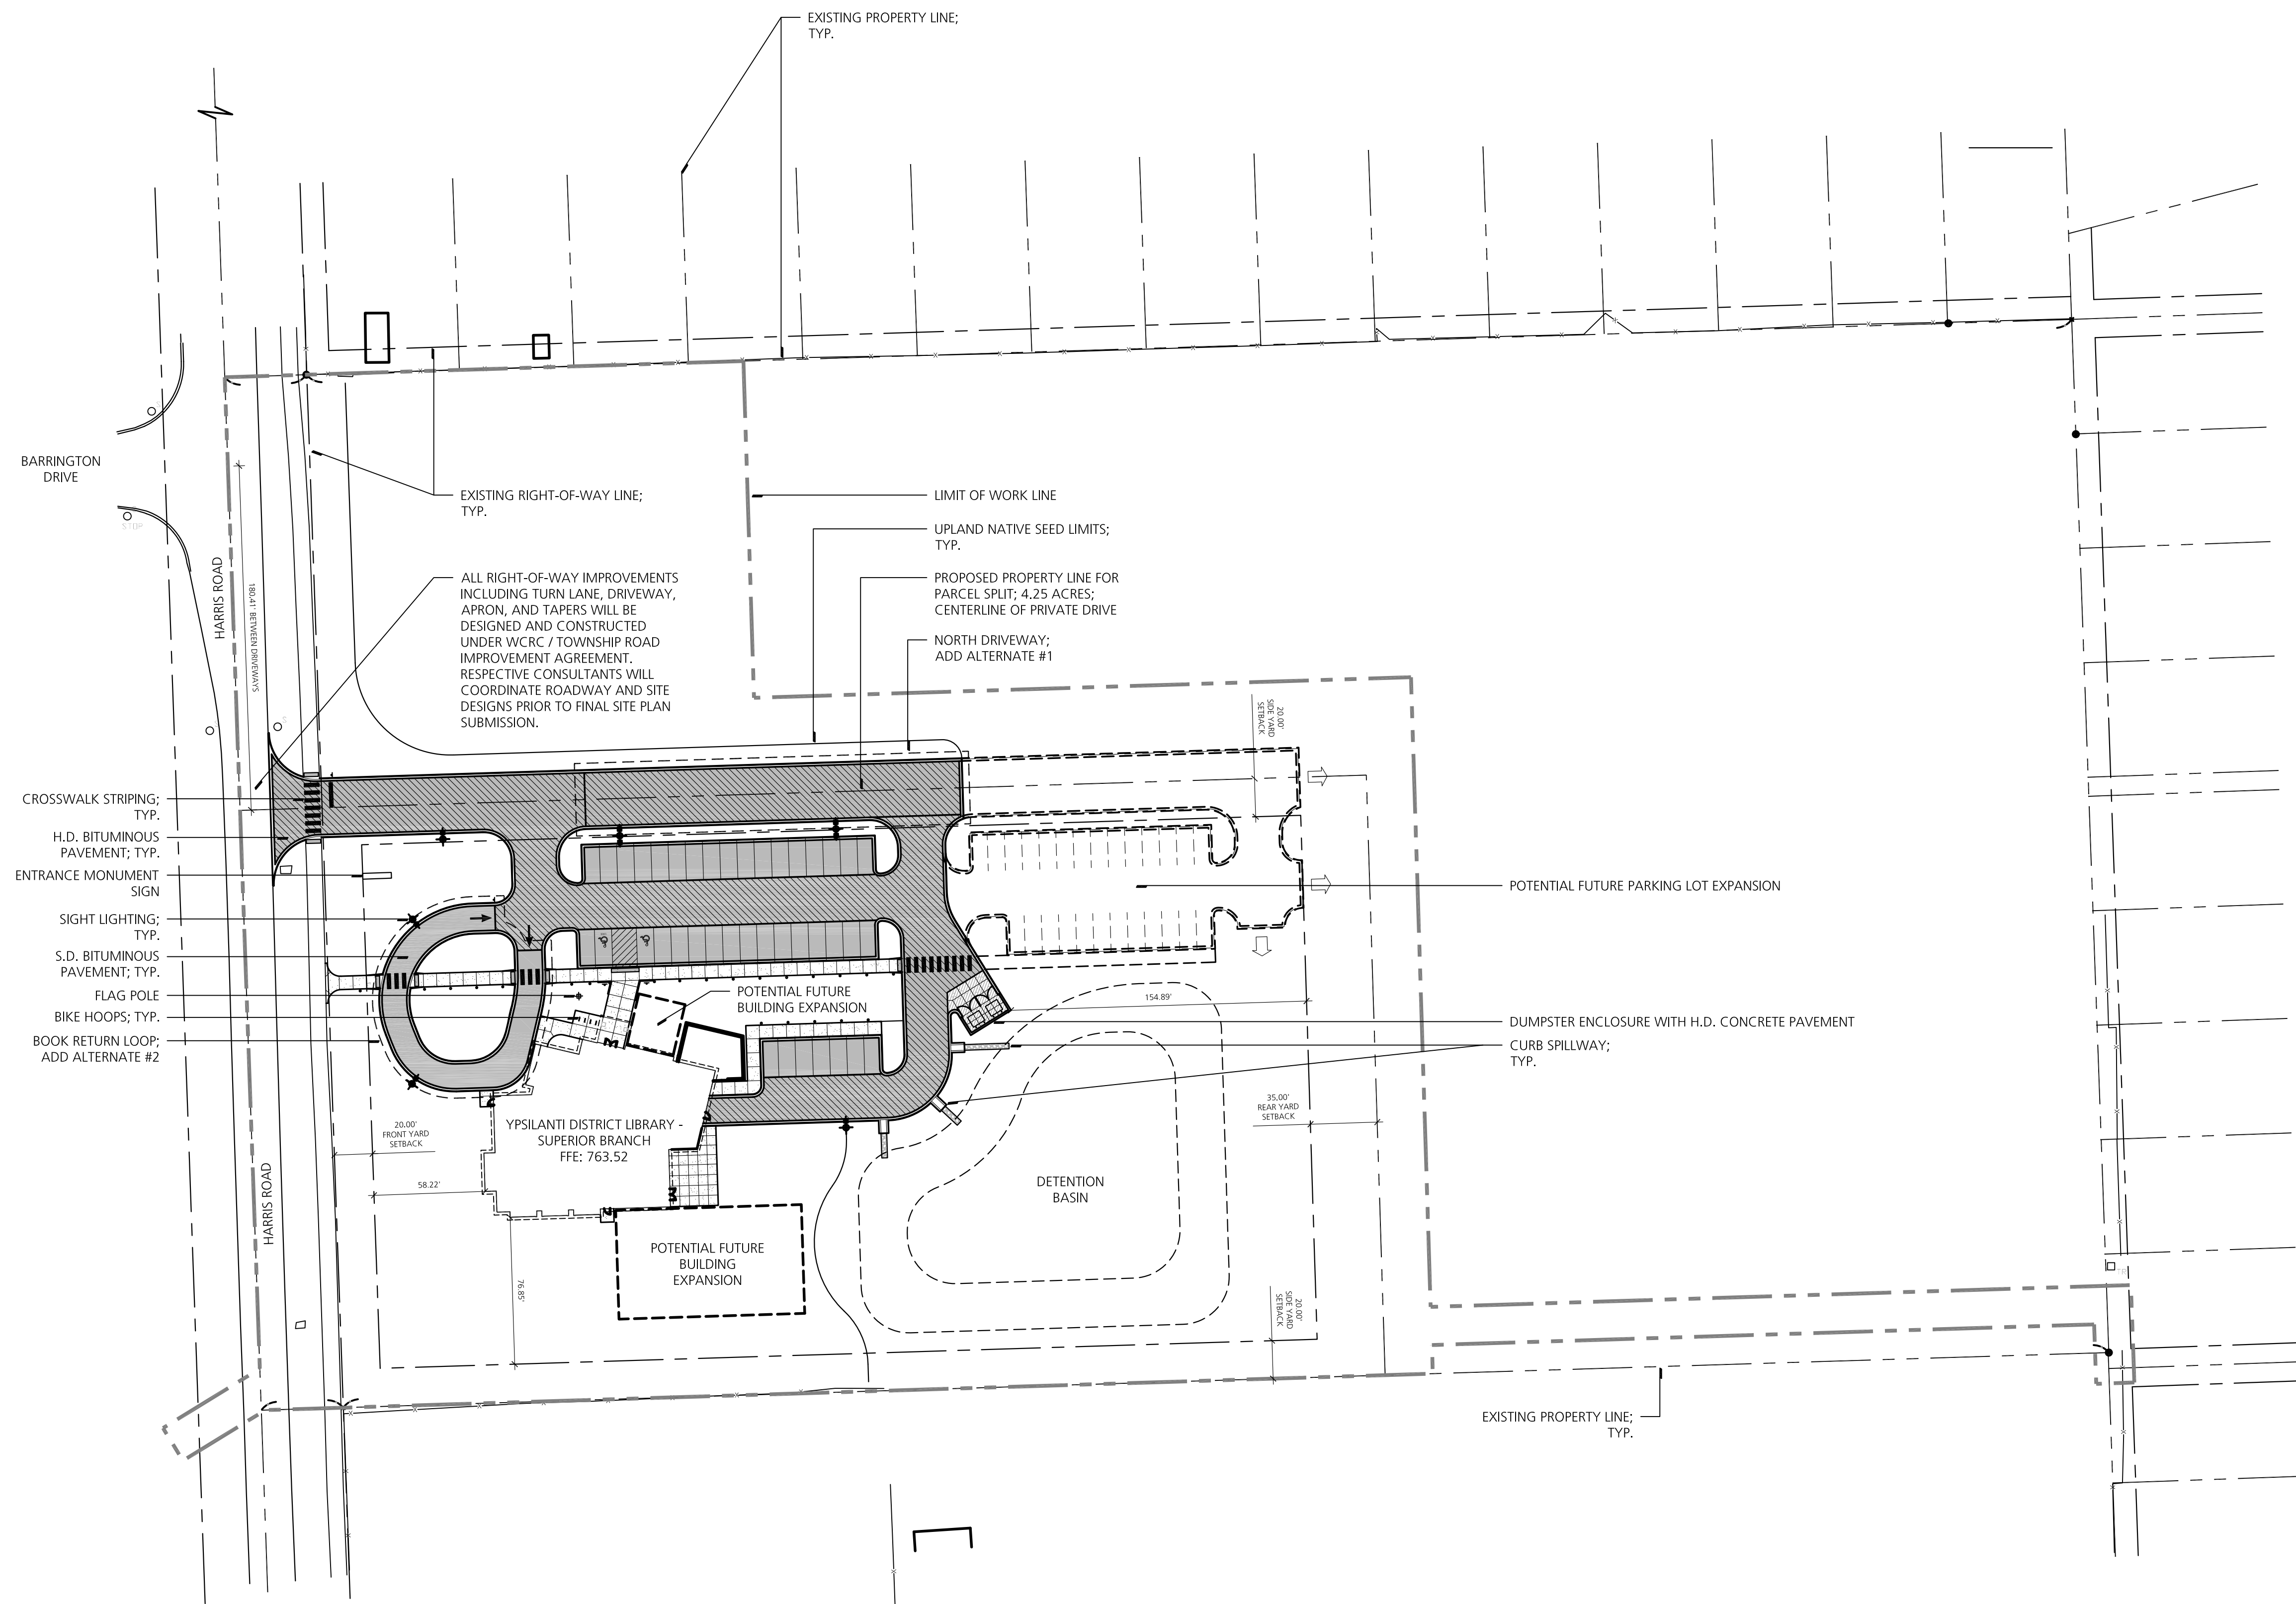 EXISTING PROPERTY LINE;
TYP.
BARRINGTON
DRIVE
STOP
EXISTING RIGHT-OF-WAY LINE;
TYP.
LIMIT OF WORK LINE
UPLAND NATIVE SEED LIMITS;
TYP.
HARRIS ROAD
180.41' BETWEEN DRIVEWAYS
ALL RIGHT-OF-WAY IMPROVEMENTS
INCLUDING TURN LANE, DRIVEWAY,
APRON, AND TAPERS WILL BE
DESIGNED AND CONSTRUCTED
UNDER WCRC / TOWNSHIP ROAD
IMPROVEMENT AGREEMENT.
RESPECTIVE CONSULTANTS WILL
COORDINATE ROADWAY AND SITE
DESIGNS PRIOR TO FINAL SITE PLAN
SUBMISSION.
PROPOSED PROPERTY LINE FOR
PARCEL SPLIT; 4.25 ACRES;
CENTERLINE OF PRIVATE DRIVE
NORTH DRIVEWAY;
ADD ALTERNATE #1
20.00'
SIDE YARD
SETBACK
CROSSWALK STRIPING;
TYP.
H.D. BITUMINOUS
PAVEMENT; TYP.
ENTRANCE MONUMENT
SIGN
SIGHT LIGHTING;
TYP.
S.D. BITUMINOUS
PAVEMENT; TYP.
FLAG POLE
BIKE HOOPS; TYP.
BOOK RETURN LOOP;
ADD ALTERNATE #2
POTENTIAL FUTURE PARKING LOT EXPANSION
POTENTIAL FUTURE
BUILDING EXPANSION
154.89'
DUMPSTER ENCLOSURE WITH H.D. CONCRETE PAVEMENT
CURB SPILLWAY;
TYP.
35.00'
REAR YARD
SETBACK
20.00'
FRONT YARD
SETBACK
YPSILANTI DISTRICT LIBRARY -
SUPERIOR BRANCH
FFE: 763.52
58.22'
HARRIS ROAD
DETENTION
BASIN
76.85'
POTENTIAL FUTURE
BUILDING
EXPANSION
20.00'
SIDE YARD
SETBACK
EXISTING PROPERTY LINE;
TYP.